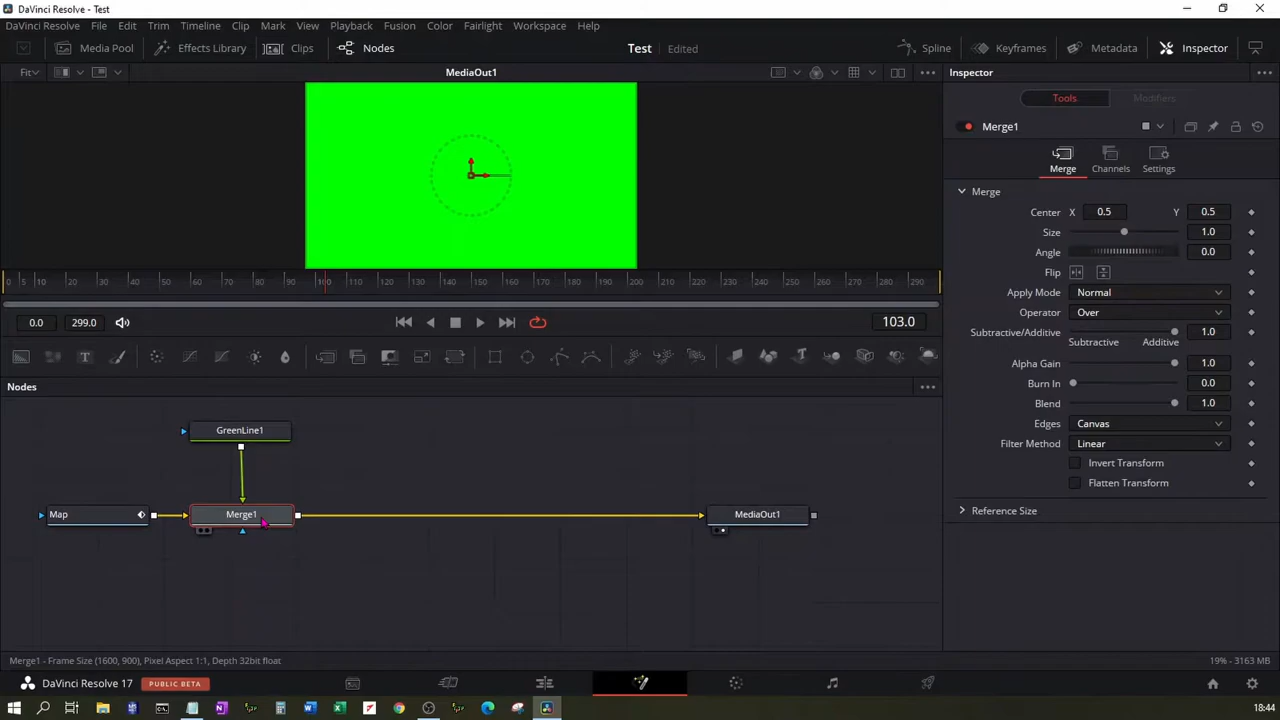 DaVinci Resolve - Test
DaVinci Resolve File Edit Trim Timeline Clip Mark View Playback Fusion Color Fairlight Workspace Help
Media Pool Effects Library Clips Nodes Test Edited Spline Keyframes Metadata Inspector
Fit MediaOut1 Inspector
Tools Modifiers
Merge1
Merge Channels Settings
Merge
Center X 0.5 Y 0.5
Size 1.0
Angle 0.0
Flip
Apply Mode Normal
Operator Over
Subtractive/Additive 1.0
Subtractive Additive
Alpha Gain 1.0
Burn In 0.0
Blend 1.0
Edges Canvas
Filter Method Linear
Invert Transform
Flatten Transform
Reference Size
0 5 10 20 30 40 50 60 70 80 90 100 110 120 130 140 150 160 170 180 190 200 210 220 230 240 250 260 270 280 290
0.0 299.0 103.0
Nodes
GreenLine1
Map Merge1 MediaOut1
Merge1 - Frame Size (1600, 900), Pixel Aspect 1:1, Depth 32bit float 19% - 3163 MB
DaVinci Resolve 17 PUBLIC BETA
18:44